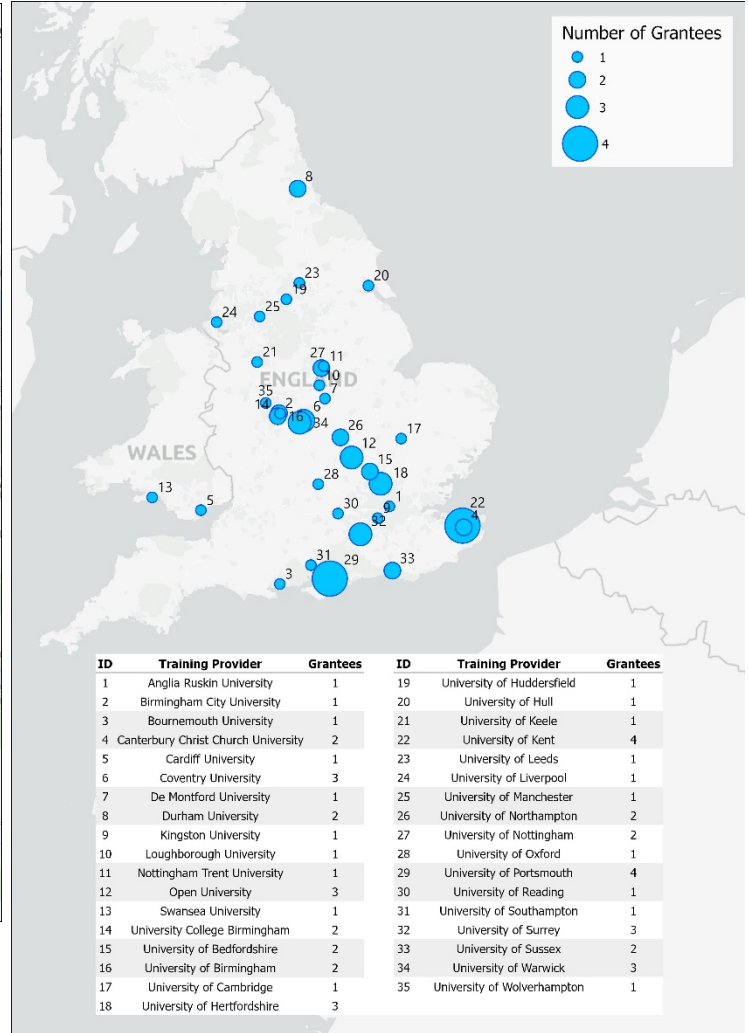 Number of Grantees
1
2
3
4
8
23
20
19
24
25
21
27
11
ENGLAND
10
7
35
14
2
16
6
34
26
17
12
WALES
15
28
18
13
5
30
1
9
22
4
32
31
29
33
3
ID Training Provider Grantees ID Training Provider Grantees
1 Anglia Ruskin University 1 19 University of Huddersfield 1
2 Birmingham City University 1 20 University of Hull 1
3 Bournemouth University 1 21 University of Keele 1
4 Canterbury Christ Church University 2 22 University of Kent 4
5 Cardiff University 1 23 University of Leeds 1
6 Coventry University 3 24 University of Liverpool 1
7 De Montford University 1 25 University of Manchester 1
8 Durham University 2 26 University of Northampton 2
9 Kingston University 1 27 University of Nottingham 2
10 Loughborough University 1 28 University of Oxford 1
11 Nottingham Trent University 1 29 University of Portsmouth 4
12 Open University 3 30 University of Reading 1
13 Swansea University 1 31 University of Southampton 1
14 University College Birmingham 2 32 University of Surrey 3
15 University of Bedfordshire 2 33 University of Sussex 2
16 University of Birmingham 2 34 University of Warwick 3
17 University of Cambridge 1 35 University of Wolverhampton 1
18 University of Hertfordshire 3